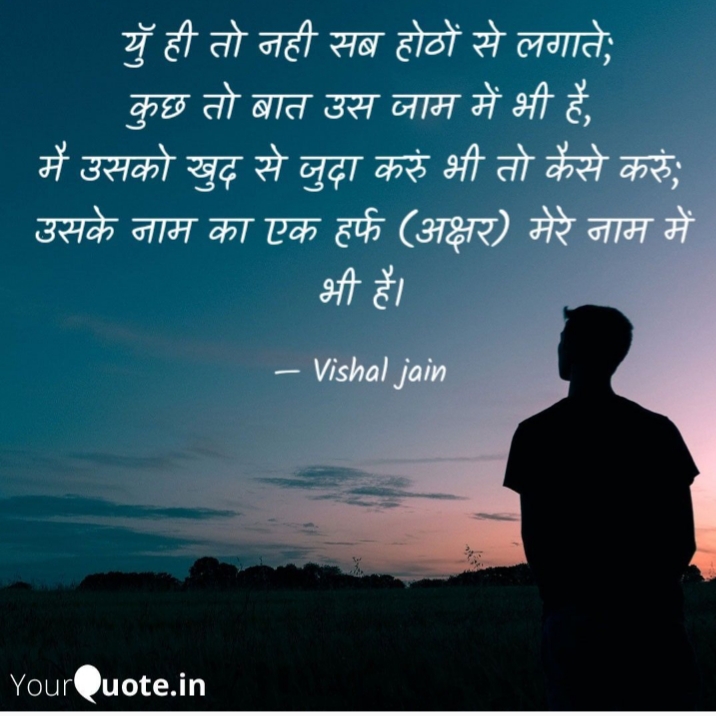 युॅ ही तो नही सब होठों से लगाते;
कुछ तो बात उस जाम में भी है,
मै उसको खुद से जुदा करुं भी तो कैसे करुं;
उसके नाम का एक हर्फ (अक्षर) मेरे नाम में
भी है।
— Vishal jain
YourQuote.in